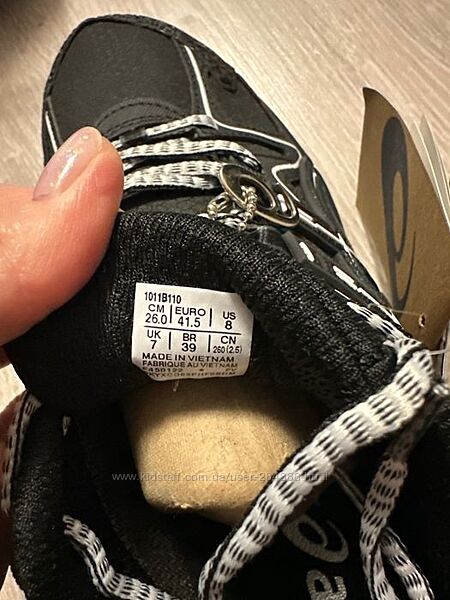 1011B110
CM EURO US
26.0 41.5 8
UK BR CN
7 39 260(2.5)
MADE IN VIETNAM
FABRIQUE AU VIETNAM
a